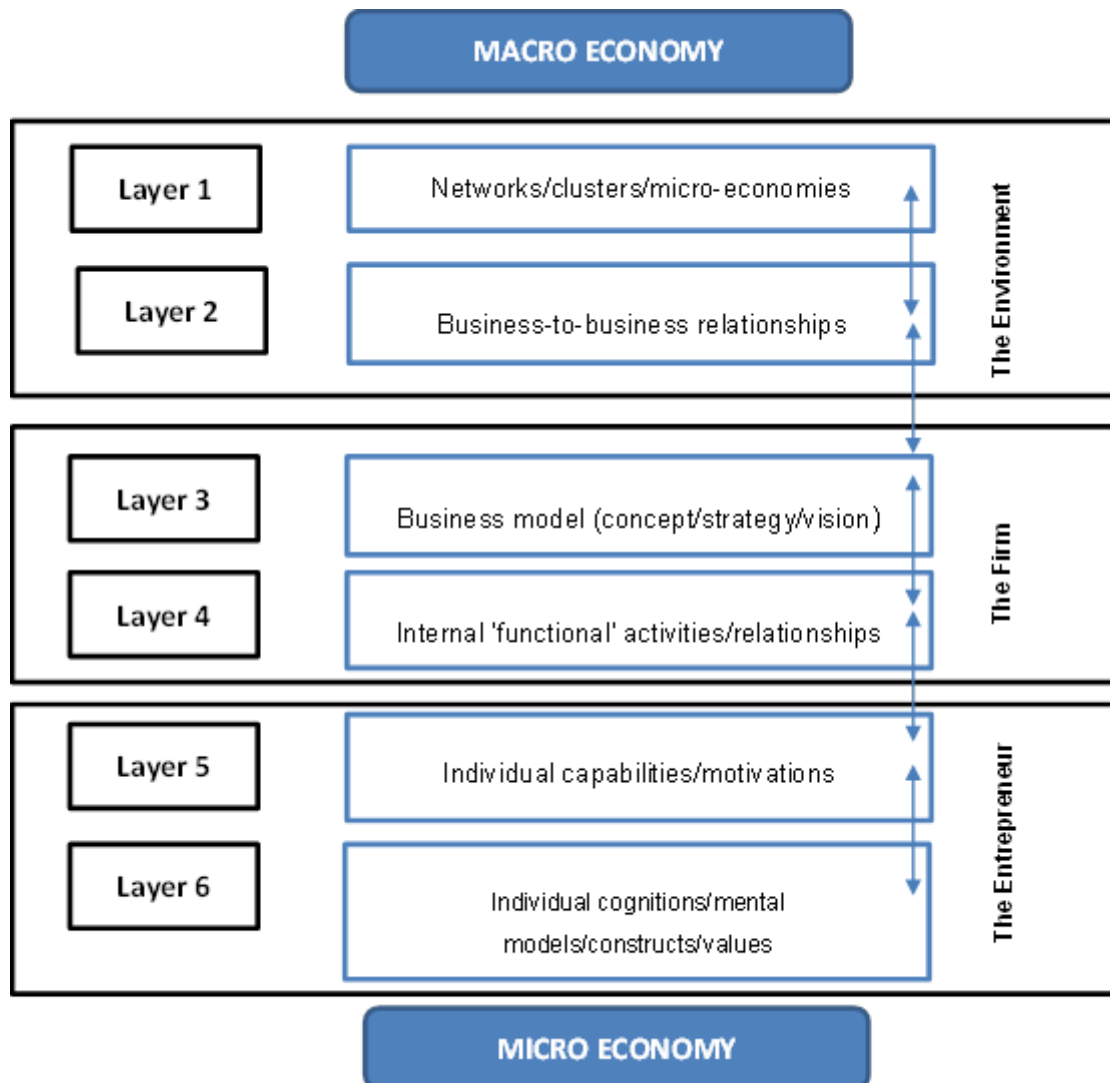 MACRO ECONOMY
Layer 1
Networks/clusters/micro-economies
Layer 2
Business-to-business relationships
The Environment
Layer 3
Business model (concept/strategy/vision)
Layer 4
Internal 'functional' activities/relationships
The Firm
Layer 5
Individual capabilities/motivations
Layer 6
Individual cognitions/mental
models/constructs/values
The Entrepreneur
MICRO ECONOMY